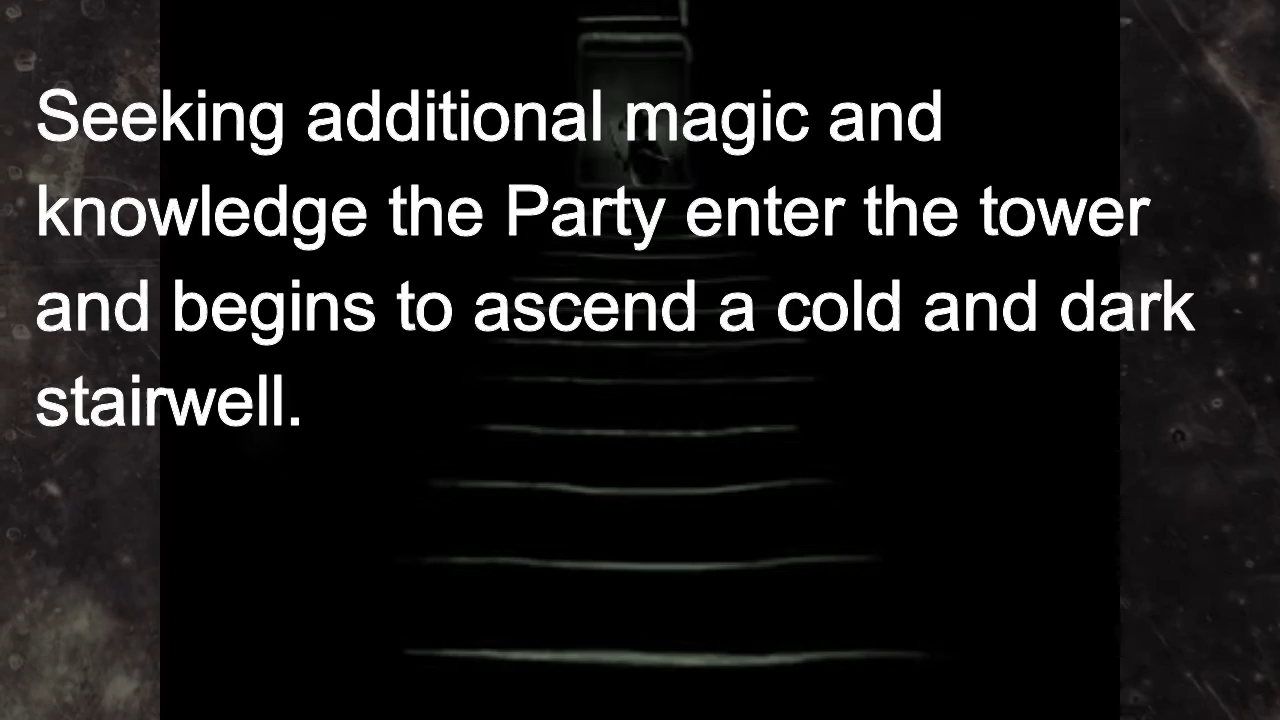 Seeking additional magic and
knowledge the Party enter the tower
and begins to ascend a cold and dark
stairwell.